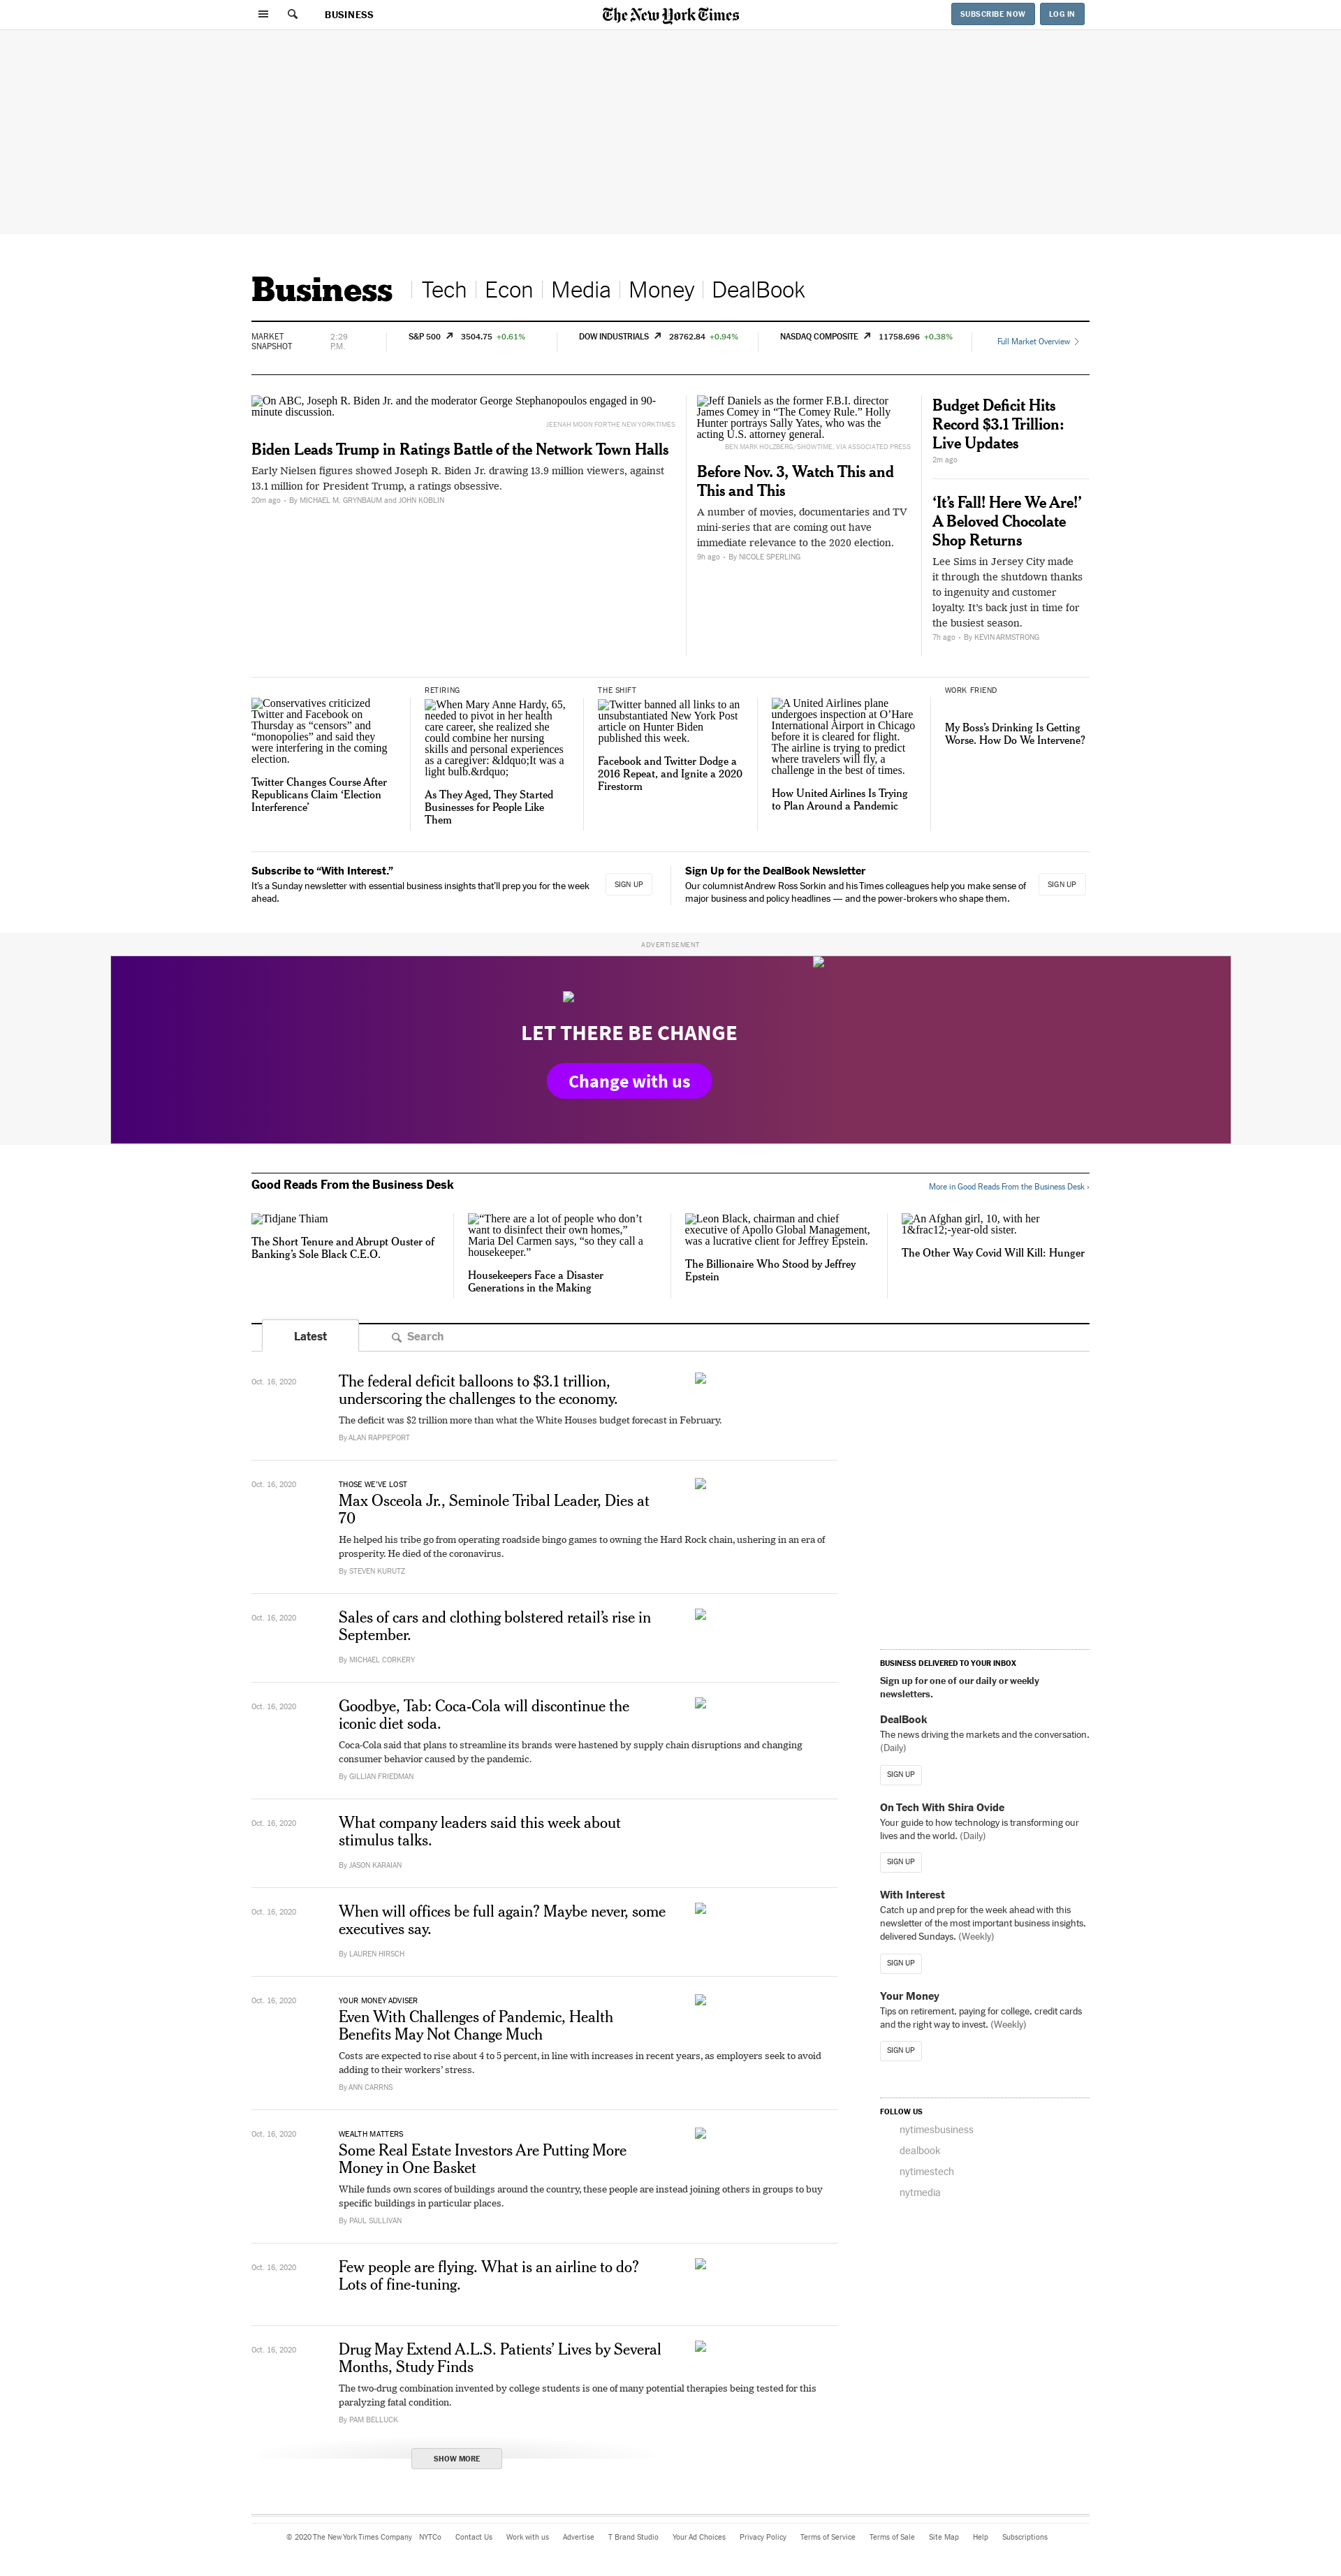 BUSINESS
The New York Times
SUBSCRIBE NOW
LOG IN
Business
Tech
Econ
Media
Money
DealBook
MARKET
SNAPSHOT
2:29
P.M.
S&P 500 3504.75 +0.61%
DOW INDUSTRIALS 28762.84 +0.94%
NASDAQ COMPOSITE 11758.696 +0.38%
Full Market Overview
On ABC, Joseph R. Biden Jr. and the moderator George Stephanopoulos engaged in 90-
minute discussion.
JEENAH MOON FOR THE NEW YORK TIMES
Biden Leads Trump in Ratings Battle of the Network Town Halls
Early Nielsen figures showed Joseph R. Biden Jr. drawing 13.9 million viewers, against
13.1 million for President Trump, a ratings obsessive.
20m ago • By MICHAEL M. GRYNBAUM and JOHN KOBLIN
Jeff Daniels as the former F.B.I. director
James Comey in “The Comey Rule.” Holly
Hunter portrays Sally Yates, who was the
acting U.S. attorney general.
BEN MARK HOLZBERG/SHOWTIME, VIA ASSOCIATED PRESS
Before Nov. 3, Watch This and
This and This
A number of movies, documentaries and TV
mini-series that are coming out have
immediate relevance to the 2020 election.
9h ago • By NICOLE SPERLING
Budget Deficit Hits
Record $3.1 Trillion:
Live Updates
2m ago
‘It’s Fall! Here We Are!’
A Beloved Chocolate
Shop Returns
Lee Sims in Jersey City made
it through the shutdown thanks
to ingenuity and customer
loyalty. It’s back just in time for
the busiest season.
7h ago • By KEVIN ARMSTRONG
Conservatives criticized
Twitter and Facebook on
Thursday as “censors” and
“monopolies” and said they
were interfering in the coming
election.
Twitter Changes Course After
Republicans Claim ‘Election
Interference’
RETIRING
When Mary Anne Hardy, 65,
needed to pivot in her health
care career, she realized she
could combine her nursing
skills and personal experiences
as a caregiver: &ldquo;It was a
light bulb.&rdquo;
As They Aged, They Started
Businesses for People Like
Them
THE SHIFT
Twitter banned all links to an
unsubstantiated New York Post
article on Hunter Biden
published this week.
Facebook and Twitter Dodge a
2016 Repeat, and Ignite a 2020
Firestorm
A United Airlines plane
undergoes inspection at O’Hare
International Airport in Chicago
before it is cleared for flight.
The airline is trying to predict
where travelers will fly, a
challenge in the best of times.
How United Airlines Is Trying
to Plan Around a Pandemic
WORK FRIEND
My Boss’s Drinking Is Getting
Worse. How Do We Intervene?
Subscribe to “With Interest.”
It’s a Sunday newsletter with essential business insights that’ll prep you for the week
ahead.
SIGN UP
Sign Up for the DealBook Newsletter
Our columnist Andrew Ross Sorkin and his Times colleagues help you make sense of
major business and policy headlines — and the power-brokers who shape them.
SIGN UP
ADVERTISEMENT
LET THERE BE CHANGE
Change with us
Good Reads From the Business Desk
More in Good Reads From the Business Desk ›
Tidjane Thiam
The Short Tenure and Abrupt Ouster of
Banking’s Sole Black C.E.O.
“There are a lot of people who don’t
want to disinfect their own homes,”
Maria Del Carmen says, “so they call a
housekeeper.”
Housekeepers Face a Disaster
Generations in the Making
Leon Black, chairman and chief
executive of Apollo Global Management,
was a lucrative client for Jeffrey Epstein.
The Billionaire Who Stood by Jeffrey
Epstein
An Afghan girl, 10, with her
1&frac12;-year-old sister.
The Other Way Covid Will Kill: Hunger
Latest
Search
Oct. 16, 2020
The federal deficit balloons to $3.1 trillion,
underscoring the challenges to the economy.
The deficit was $2 trillion more than what the White Houses budget forecast in February.
By ALAN RAPPEPORT
Oct. 16, 2020
THOSE WE’VE LOST
Max Osceola Jr., Seminole Tribal Leader, Dies at
70
He helped his tribe go from operating roadside bingo games to owning the Hard Rock chain, ushering in an era of
prosperity. He died of the coronavirus.
By STEVEN KURUTZ
Oct. 16, 2020
Sales of cars and clothing bolstered retail’s rise in
September.
By MICHAEL CORKERY
Oct. 16, 2020
Goodbye, Tab: Coca-Cola will discontinue the
iconic diet soda.
Coca-Cola said that plans to streamline its brands were hastened by supply chain disruptions and changing
consumer behavior caused by the pandemic.
By GILLIAN FRIEDMAN
Oct. 16, 2020
What company leaders said this week about
stimulus talks.
By JASON KARAIAN
Oct. 16, 2020
When will offices be full again? Maybe never, some
executives say.
By LAUREN HIRSCH
Oct. 16, 2020
YOUR MONEY ADVISER
Even With Challenges of Pandemic, Health
Benefits May Not Change Much
Costs are expected to rise about 4 to 5 percent, in line with increases in recent years, as employers seek to avoid
adding to their workers’ stress.
By ANN CARRNS
Oct. 16, 2020
WEALTH MATTERS
Some Real Estate Investors Are Putting More
Money in One Basket
While funds own scores of buildings around the country, these people are instead joining others in groups to buy
specific buildings in particular places.
By PAUL SULLIVAN
Oct. 16, 2020
Few people are flying. What is an airline to do?
Lots of fine-tuning.
Oct. 16, 2020
Drug May Extend A.L.S. Patients’ Lives by Several
Months, Study Finds
The two-drug combination invented by college students is one of many potential therapies being tested for this
paralyzing fatal condition.
By PAM BELLUCK
SHOW MORE
BUSINESS DELIVERED TO YOUR INBOX
Sign up for one of our daily or weekly
newsletters.
DealBook
The news driving the markets and the conversation.
(Daily)
SIGN UP
On Tech With Shira Ovide
Your guide to how technology is transforming our
lives and the world. (Daily)
SIGN UP
With Interest
Catch up and prep for the week ahead with this
newsletter of the most important business insights,
delivered Sundays. (Weekly)
SIGN UP
Your Money
Tips on retirement, paying for college, credit cards
and the right way to invest. (Weekly)
SIGN UP
FOLLOW US
nytimesbusiness
dealbook
nytimestech
nytmedia
© 2020 The New York Times Company NYTCo Contact Us Work with us Advertise T Brand Studio Your Ad Choices Privacy Policy Terms of Service Terms of Sale Site Map Help Subscriptions